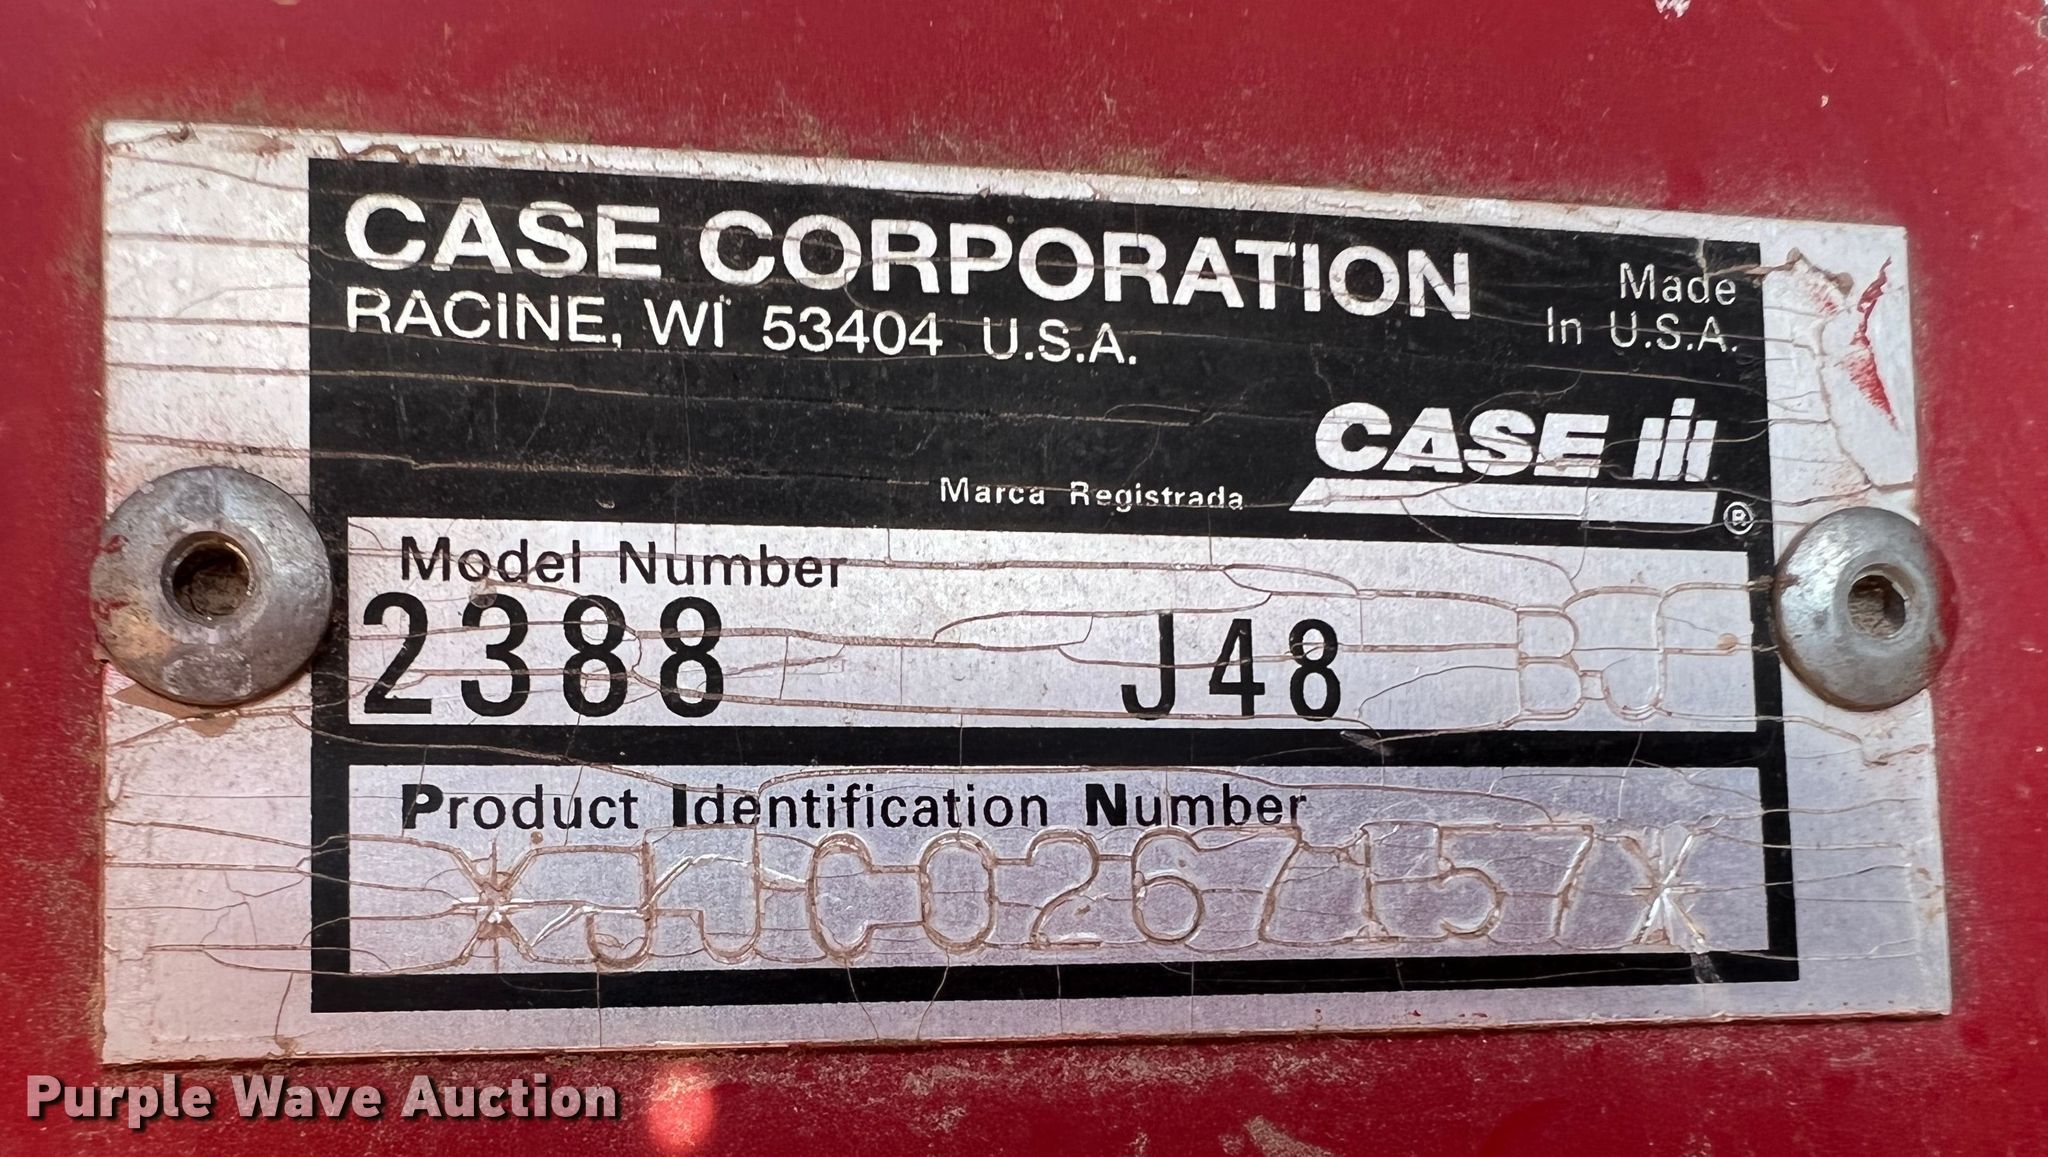 CASE CORPORATION
RACINE, WI 53404 U.S.A.
Made
In U.S.A.
CASE IH
Marca Registrada ®
Model Number
2388 J48
Product Identification Number
*JJC0267157*
Purple Wave Auction